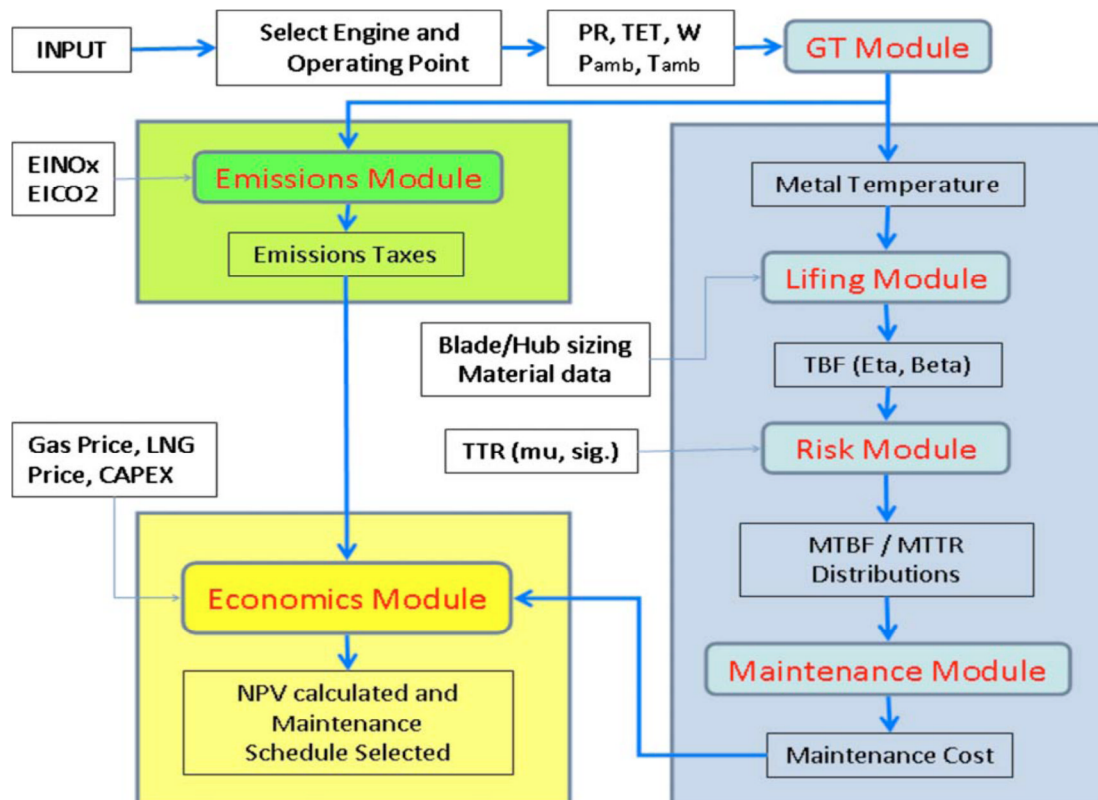 INPUT
Select Engine and
Operating Point
PR, TET, W
Pamb, Tamb
GT Module
EINOx
EICO2
Emissions Module
Emissions Taxes
Metal Temperature
Lifing Module
Blade/Hub sizing
Material data
TBF (Eta, Beta)
Gas Price, LNG
Price, CAPEX
TTR (mu, sig.)
Risk Module
MTBF / MTTR
Distributions
Economics Module
Maintenance Module
NPV calculated and
Maintenance
Schedule Selected
Maintenance Cost